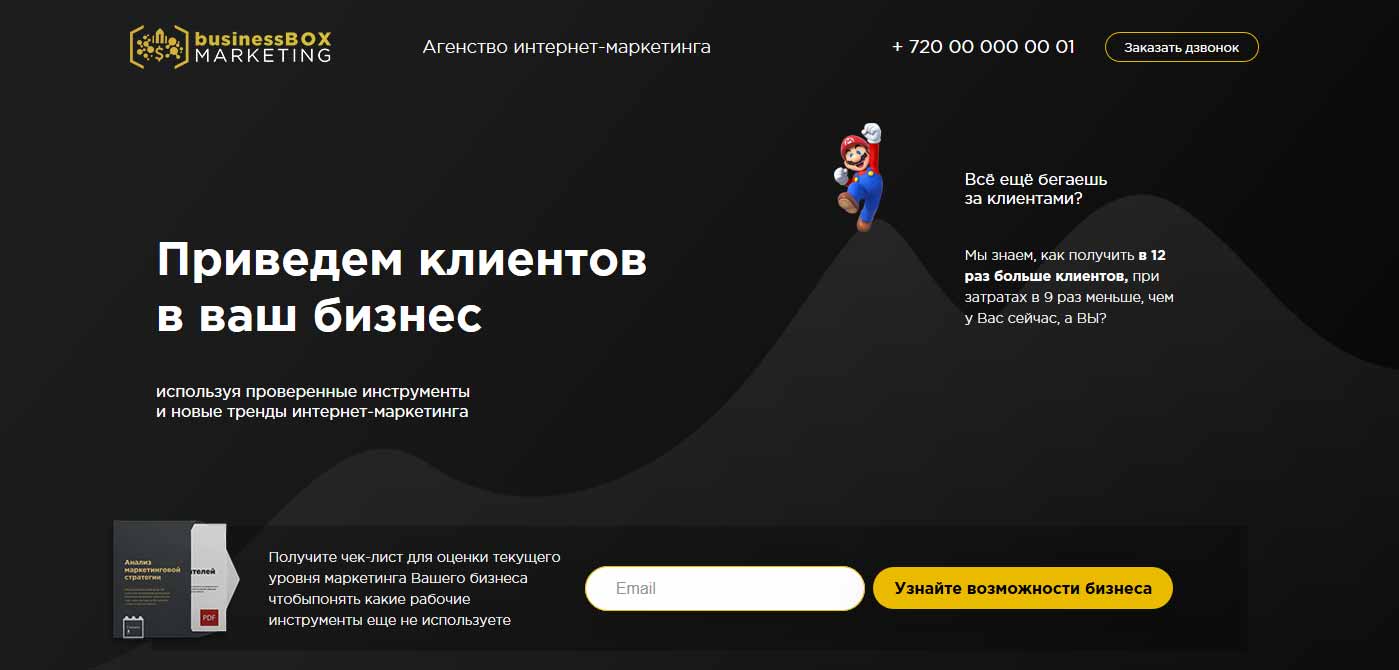 businessBOX
MARKETING
Агенство интернет-маркетинга
+ 720 00 000 00 01
Заказать дзвонок
Всё ещё бегаешь
за клиентами?
Приведем клиентов
в ваш бизнес
Мы знаем, как получить в 12
раз больше клиентов, при
затратах в 9 раз меньше, чем
у Вас сейчас, а ВЫ?
используя проверенные инструменты
и новые тренды интернет-маркетинга
Анализ
маркетинговой
стратегии
ателей
PDF
Получите чек-лист для оценки текущего
уровня маркетинга Вашего бизнеса
чтобыпонять какие рабочие
инструменты еще не используете
Email
Узнайте возможности бизнеса